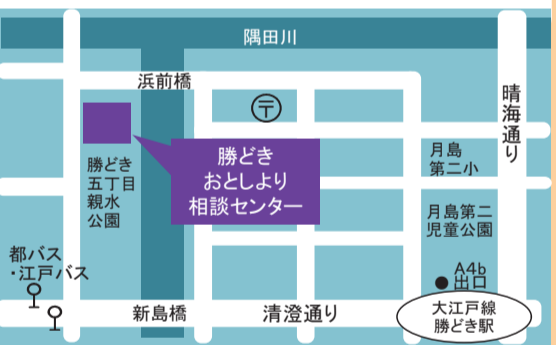 隅田川
浜前橋
〒
晴海通り
勝どき
おとしより
相談センター
月島
第二小
勝どき
五丁目
親水
公園
月島第二
児童公園
都バス
・江戸バス
A4b
出口
新島橋
清澄通り
大江戸線
勝どき駅